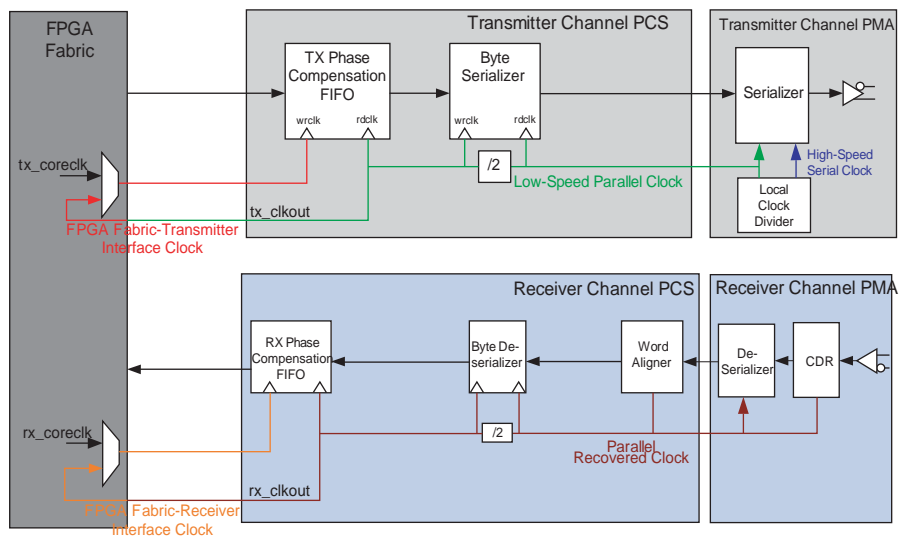 FPGA
Fabric
Transmitter Channel PCS
Transmitter Channel PMA
TX Phase
Compensation
FIFO
wrclk
rdclk
Byte
Serializer
wrclk
rdclk
/2
Serializer
High-Speed
Serial Clock
Low-Speed Parallel Clock
Local
Clock
Divider
tx_coreclk
tx_clkout
FPGA Fabric-Transmitter
Interface Clock
Receiver Channel PCS
Receiver Channel PMA
RX Phase
Compensation
FIFO
Byte De-
serializer
Word
Aligner
De-
Serializer
CDR
/2
Parallel
Recovered Clock
rx_coreclk
rx_clkout
FPGA Fabric-Receiver
Interface Clock